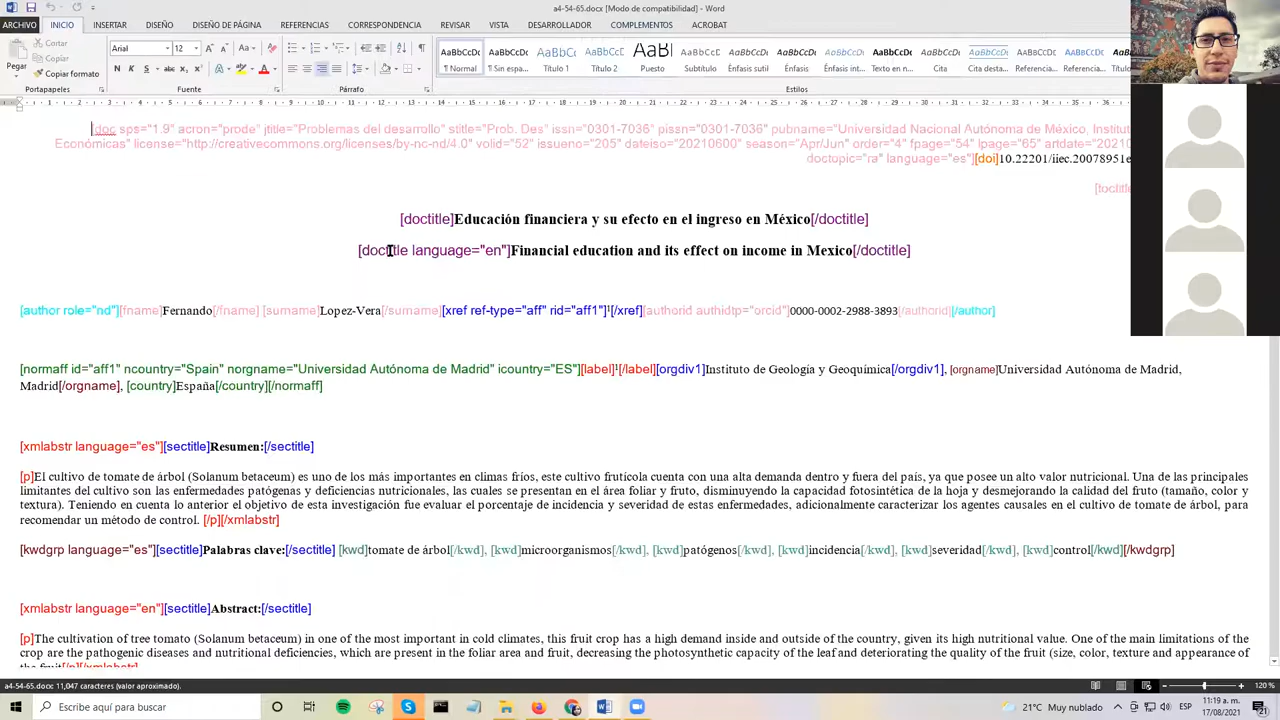 a4-54-65.docx [Modo de compatibilidad] - Word
ARCHIVO INICIO INSERTAR DISEÑO DISEÑO DE PÁGINA REFERENCIAS CORRESPONDENCIA REVISAR VISTA DESARROLLADOR COMPLEMENTOS ACROBAT
Pegar
Cortar
Copiar
Copiar formato
Portapapeles
Arial 12
Fuente
Párrafo
AaBbCcDc AaBbCcDc AaBbCcDc AaBbCcDc AaBbC AaBbCcD AaBbCcDc AaBbCcDc AaBbCcDc AaBbCcDc AaBbCcDc AaBbCcDc AaBbCcDc
¶ Normal ¶ Sin espa... Título 1 Título 2 Puesto Subtítulo Énfasis sutil Énfasis Énfasis int... Texto en n... Cita Cita desta... Referencia... Referencia...
Estilos
[doc sps="1.9" acron="prode" jtitle="Problemas del desarrollo" stitle="Prob. Des" issn="0301-7036" pissn="0301-7036" pubname="Universidad Nacional Autónoma de México, Institut
Económicas" license="http://creativecommons.org/licenses/by-nc-nd/4.0" volid="52" issueno="205" dateiso="20210600" season="Apr/Jun" order="4" fpage="54" lpage="65" artdate="20210
doctopic="ra" language="es"][doi]10.22201/iiec.20078951e
[toctitl
[doctitle]Educación financiera y su efecto en el ingreso en México[/doctitle]
[doctitle language="en"]Financial education and its effect on income in Mexico[/doctitle]
[author role="nd"][fname]Fernando[/fname] [surname]Lopez-Vera[/surname][xref ref-type="aff" rid="aff1"]¹[/xref][authorid authidtp="orcid"]0000-0002-2988-3893[/authorid][/author]
[normaff id="aff1" ncountry="Spain" norgname="Universidad Autónoma de Madrid" icountry="ES"][label]¹[/label][orgdiv1]Instituto de Geología y Geoquímica[/orgdiv1], [orgname]Universidad Autónoma de Madrid,
Madrid[/orgname], [country]España[/country][/normaff]
[xmlabstr language="es"][sectitle]Resumen:[/sectitle]
[p]El cultivo de tomate de árbol (Solanum betaceum) es uno de los más importantes en climas fríos, este cultivo frutícola cuenta con una alta demanda dentro y fuera del país, ya que posee un alto valor nutricional. Una de las principales
limitantes del cultivo son las enfermedades patógenas y deficiencias nutricionales, las cuales se presentan en el área foliar y fruto, disminuyendo la capacidad fotosintética de la hoja y desmejorando la calidad del fruto (tamaño, color y
textura). Teniendo en cuenta lo anterior el objetivo de esta investigación fue evaluar el porcentaje de incidencia y severidad de estas enfermedades, adicionalmente caracterizar los agentes causales en el cultivo de tomate de árbol, para
recomendar un método de control. [/p][/xmlabstr]
[kwdgrp language="es"][sectitle]Palabras clave:[/sectitle] [kwd]tomate de árbol[/kwd], [kwd]microorganismos[/kwd], [kwd]patógenos[/kwd], [kwd]incidencia[/kwd], [kwd]severidad[/kwd], [kwd]control[/kwd][/kwdgrp]
[xmlabstr language="en"][sectitle]Abstract:[/sectitle]
[p]The cultivation of tree tomato (Solanum betaceum) in one of the most important in cold climates, this fruit crop has a high demand inside and outside of the country, given its high nutritional value. One of the main limitations of the
crop are the pathogenic diseases and nutritional deficiencies, which are present in the foliar area and fruit, decreasing the photosynthetic capacity of the leaf and deteriorating the quality of the fruit (size, color, texture and appearance of
the fruit[/p][/xmlabstr]
a4-54-65.docx: 11,047 caracteres (valor aproximado).
120 %
Escribe aquí para buscar
21°C Muy nublado
ESP
11:19 a. m.
17/08/2021
21